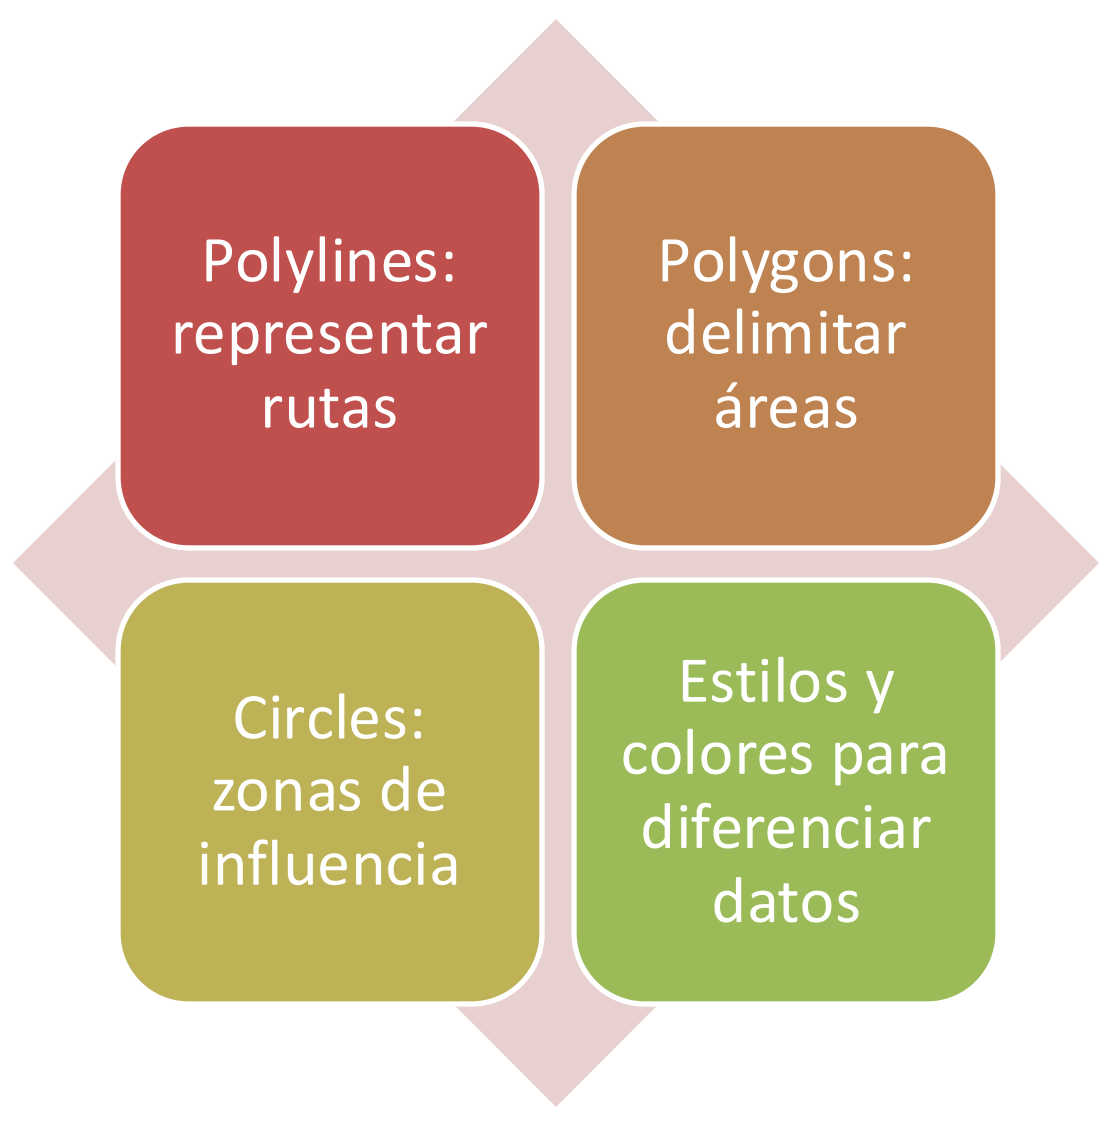 Polylines:
representar
rutas
Polygons:
delimitar
áreas
Circles:
zonas de
influencia
Estilos y
colores para
diferenciar
datos